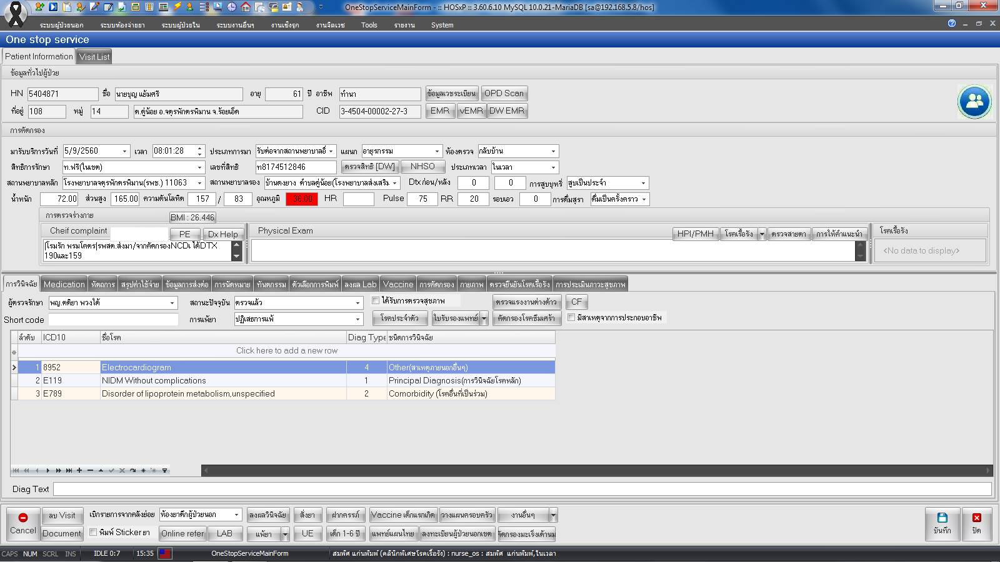 OneStopServiceMainForm - :: HOSxP :: 3.60.6.10 MySQL 10.0.21-MariaDB [sa@192.168.5.8/hos]
ระบบผู้ป่วยนอก ระบบห้องจ่ายยา ระบบผู้ป่วยใน ระบบงานอื่นๆ งานเชิงรุก งานจิตเวช Tools รายงาน System
One stop service
Patient Information Visit List
ข้อมูลทั่วไปผู้ป่วย
HN 5404871 ชื่อ นายบุญ แย้มศรี อายุ 61 ปี อาชีพ ทำนา ข้อมูลเวชระเบียน OPD Scan
ที่อยู่ 108 หมู่ 14 ต.ดู่น้อย อ.จตุรพักตรพิมาน จ.ร้อยเอ็ด CID 3-4504-00002-27-3 EMR vEMR DW EMR
การคัดกรอง
มารับบริการวันที่ 5/9/2560 เวลา 08:01:28 ประเภทการมา รับต่อจากสถานพยาบาลอื่ แผนก อายุรกรรม ห้องตรวจ กลับบ้าน
สิทธิการรักษา ท.ฟรี(ในเขต) เลขที่สิทธิ ท8174512846 ตรวจสิทธิ [DW] NHSO ประเภทเวลา ในเวลา
สถานพยาบาลหลัก โรงพยาบาลจตุรพักตรพิมาน(รพช.) 11063 สถานพยาบาลรอง บ้านดงยาง ตำบลดู่น้อย(โรงพยาบาลส่งเสริม Dtx ก่อน/หลัง 0 0 การสูบบุหรี่ สูบเป็นประจำ
น้ำหนัก 72.00 ส่วนสูง 165.00 ความดันโลหิต 157 / 83 อุณหภูมิ 36.00 HR Pulse 75 RR 20 รอบเอว 0 การดื่มสุรา ดื่มเป็นครั้งคราว
การตรวจร่างกาย BMI : 26.446
Cheif complaint PE Dx Help Physical Exam HPI/PMH โรคเรื้อรัง ตรวจสายตา การให้คำแนะนำ โรคเรื้อรัง
|โรมรัก พรมโคตร|รพสต.ส่งมา/จากคัดกรองNCDเ ได้DTX
190และ159
<No data to display>
การวินิจฉัย Medication หัตถการ สรุปค่าใช้จ่าย ข้อมูลการส่งต่อ การนัดหมาย ทันตกรรม ตัวเลือกการพิมพ์ ลงผล Lab Vaccine การคัดกรอง กายภาพ ตรวจยืนยันโรคเรื้อรัง การประเมินภาวะสุขภาพ
ผู้ตรวจรักษา พญ.ศติยา พวงใต้ สถานะปัจจุบัน ตรวจแล้ว ได้รับการตรวจสุขภาพ ตรวจแรงงานต่างด้าว CF
Short code การแพ้ยา ปฏิเสธการแพ้ โรคประจำตัว ใบรับรองแพทย์ คัดกรองโรคซึมเศร้า มีสาเหตุจากการประกอบอาชีพ
ลำดับ ICD10 ชื่อโรค Diag Type ชนิดการวินิจฉัย
Click here to add a new row
1 8952 Electrocardiogram 4 Other(สาเหตุภายนอกอื่นๆ)
2 E119 NIDM Without complications 1 Principal Diagnosis(การวินิจฉัยโรคหลัก)
3 E789 Disorder of lipoprotein metabolism,unspecified 2 Comorbidity (โรคอื่นที่เป็นร่วม)
Diag Text
Cancel ลบ Visit เบิกรายการจากคลังย่อย ห้องยาตึกผู้ป่วยนอก ลงผลวินิจฉัย สั่งยา ฝากครรภ์ Vaccine เด็กแรกเกิด วางแผนครอบครัว งานอื่นๆ บันทึก ปิด
Document พิมพ์ Sticker ยา Online refer LAB แพ้ยา UE เด็ก 1-6 ปี แพทย์แผนไทย ลงทะเบียนผู้ป่วยนอกเขต คัดกรองมะเร็งเต้านม
CAPS NUM SCRL INS IDLE 0:7 15:35 OneStopServiceMainForm สมพิศ แก่นพิมพ์ (คลินิกพิเศษโรคเรื้อรัง) : nurse_os : สมพิศ แก่นพิมพ์,ในเวลา